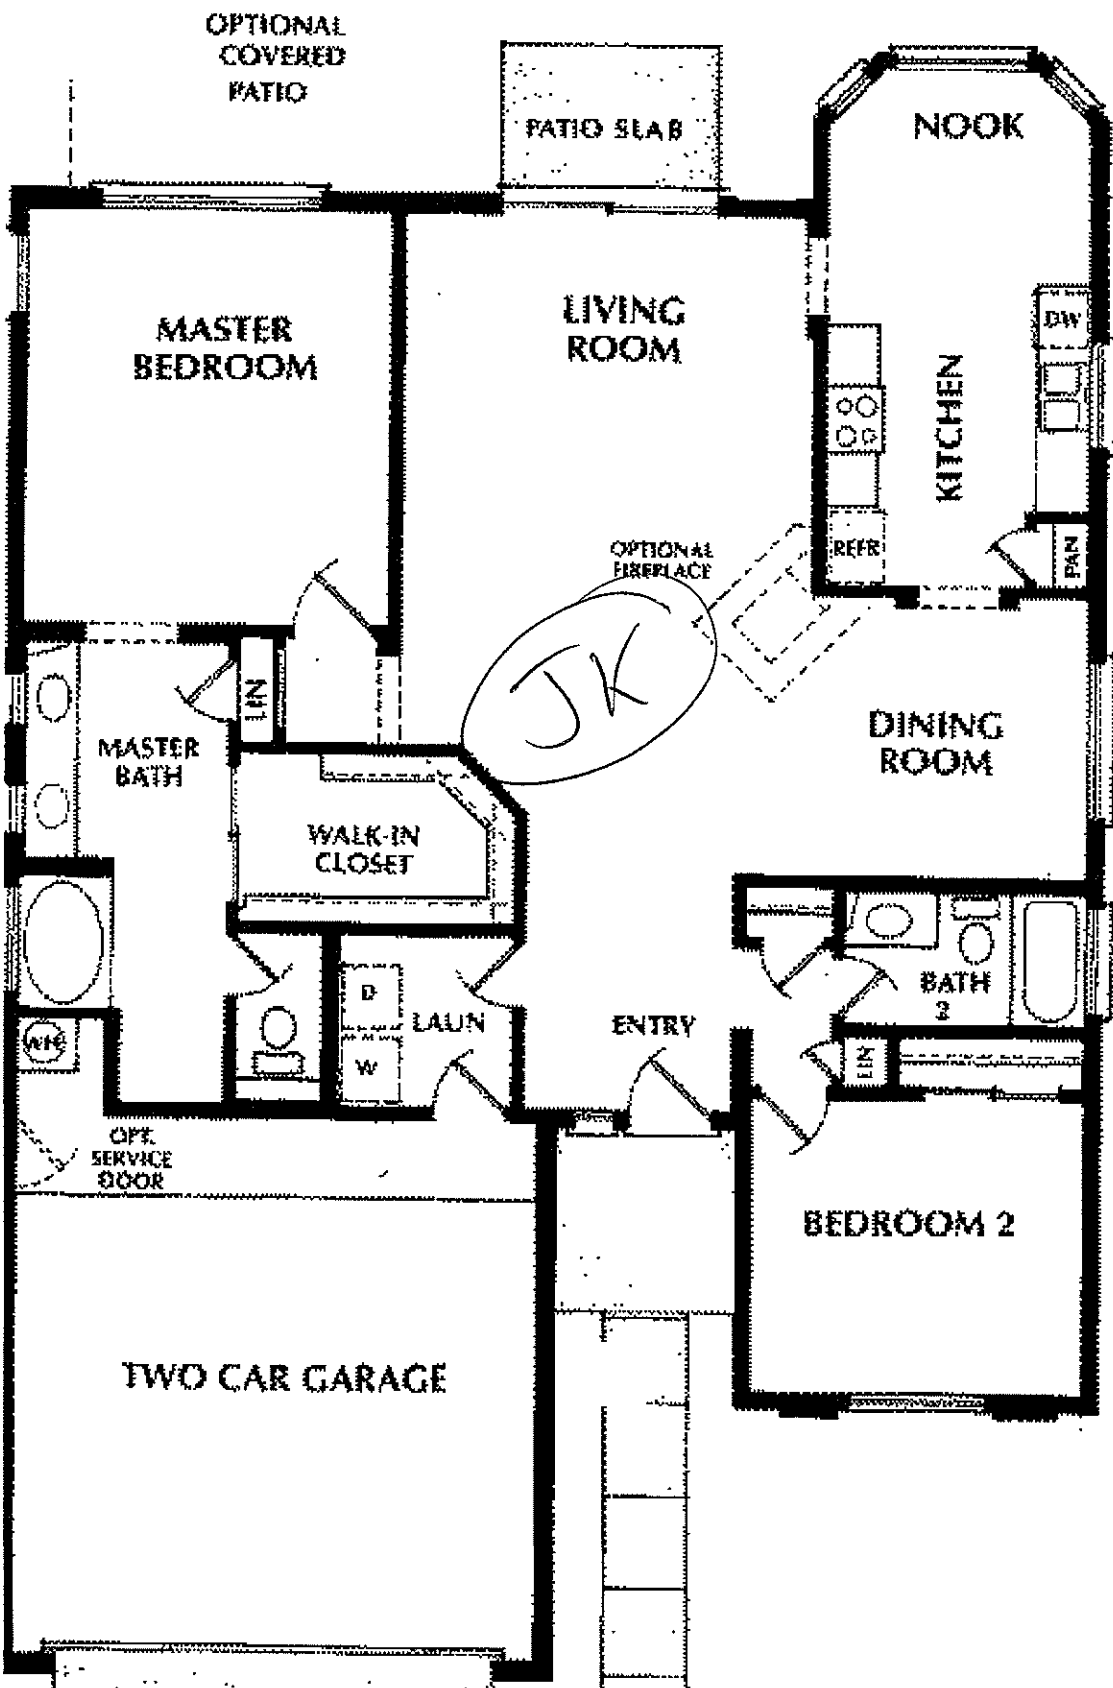 OPTIONAL
COVERED
PATIO
PATIO SLAB
NOOK
MASTER
BEDROOM
LIVING
ROOM
DW
KITCHEN
REFR
PAN
OPTIONAL
FIREPLACE
JK
LIN
MASTER
BATH
DINING
ROOM
WALK-IN
CLOSET
D
W
LAUN
ENTRY
BATH
2
LIN
WH
OPT.
SERVICE
DOOR
BEDROOM 2
TWO CAR GARAGE